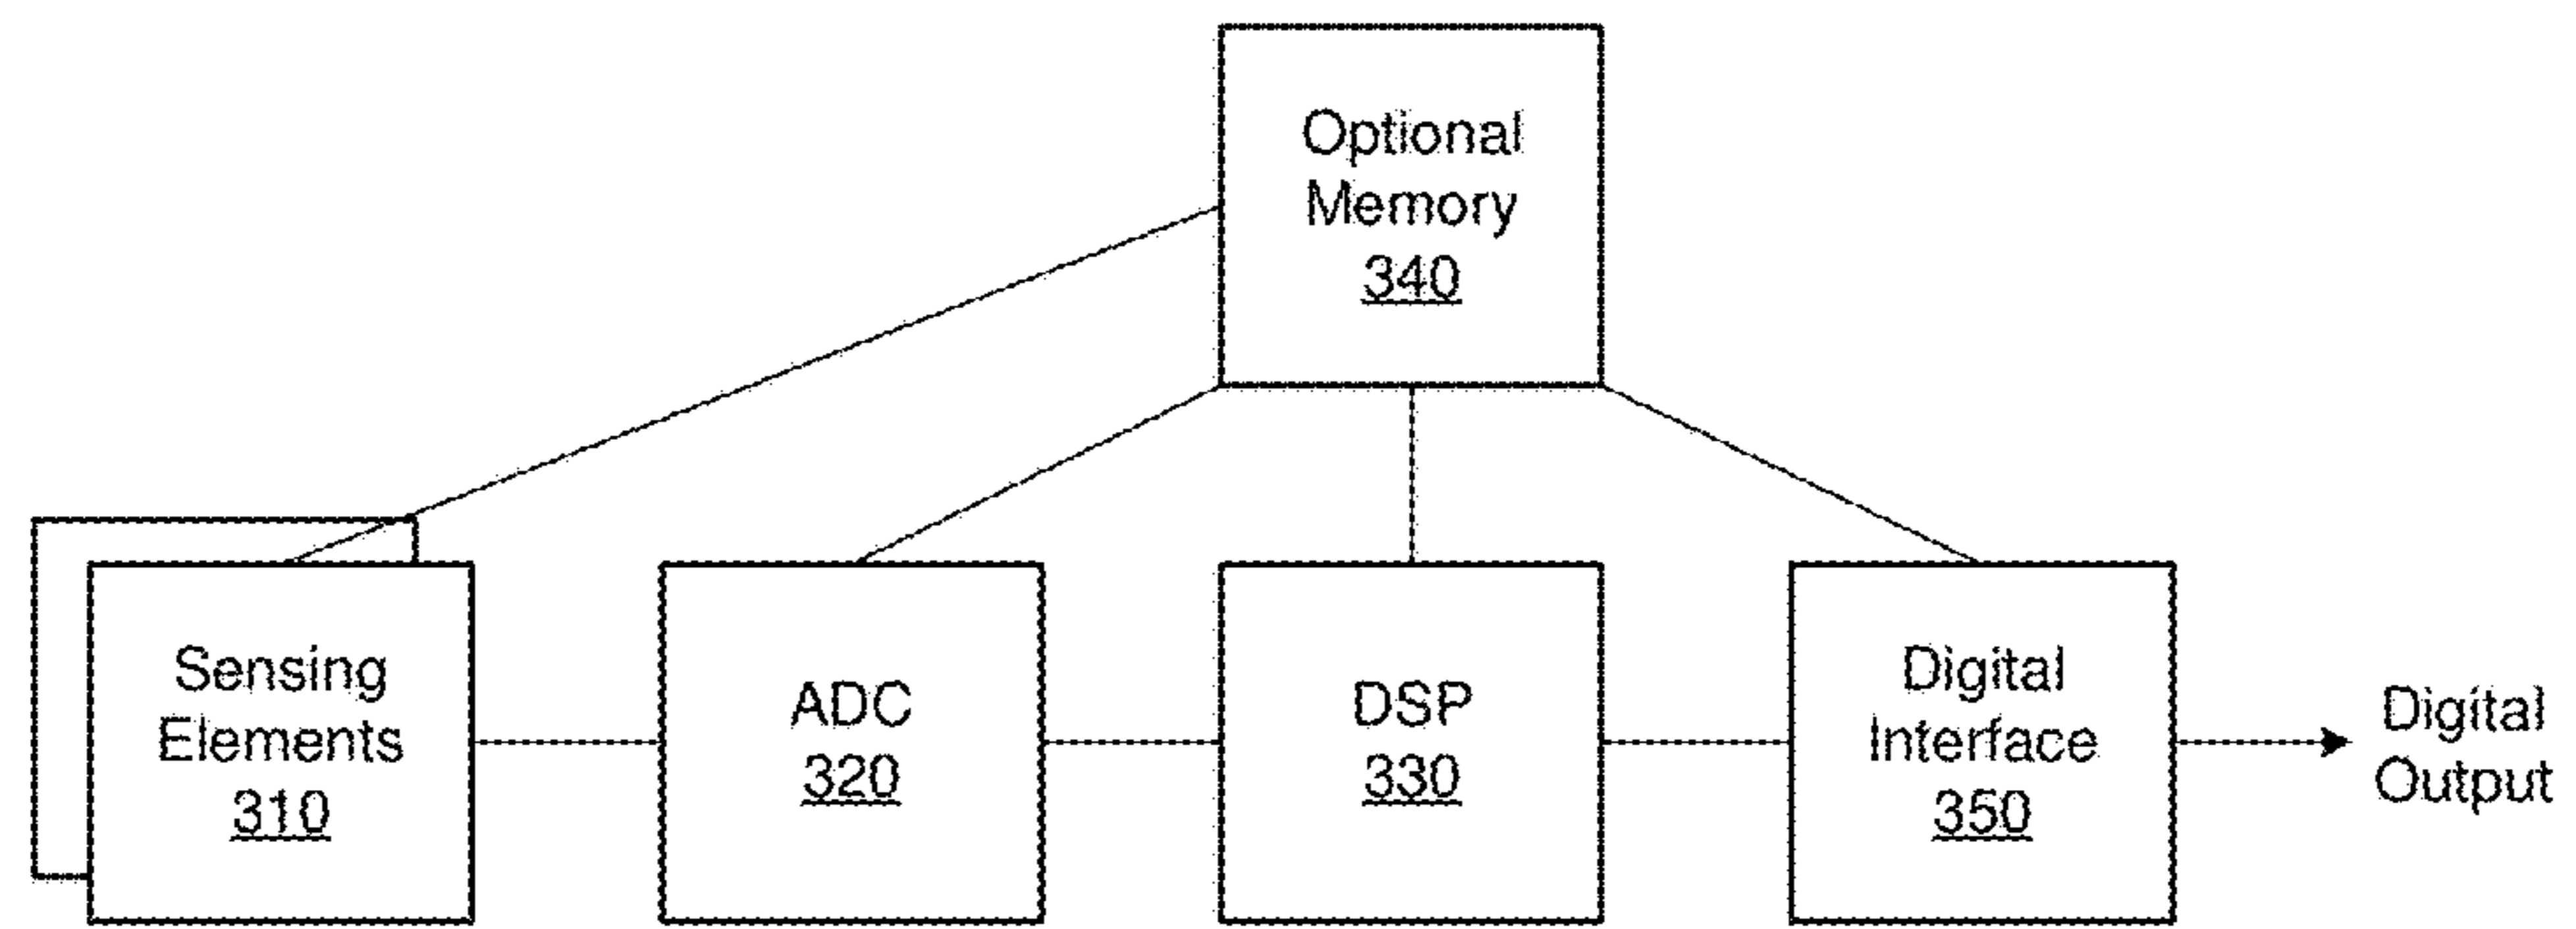 Optional
Memory
340
Sensing
Elements
310
ADC
320
DSP
330
Digital
Interface
350
Digital
Output